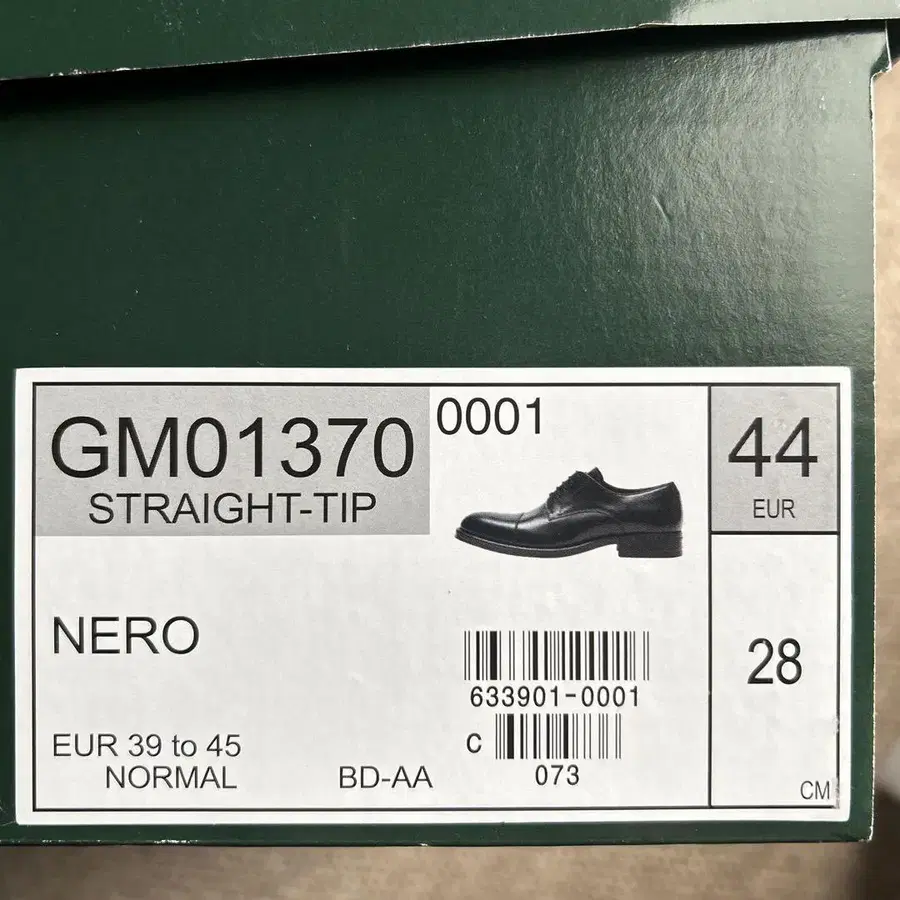 GM01370
STRAIGHT-TIP
0001
44
EUR
NERO
633901-0001
28
EUR 39 to 45
NORMAL
BD-AA
C
073
CM